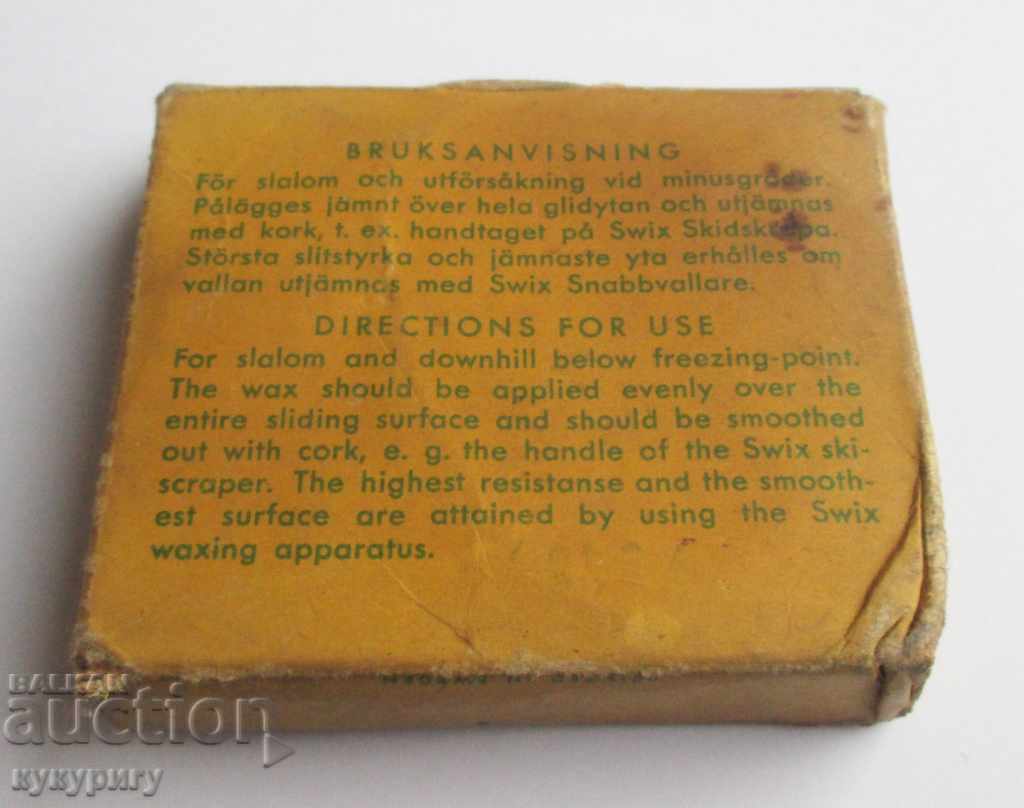 BRUKSANVISNING
För slalom och utförsåkning vid minusgrader.
Pålägges jämnt över hela glidytan och utjämnas
med kork, t. ex. handtaget på Swix Skidskrapa.
Största slitstyrka och jämnaste yta erhålles om
vallan utjämnas med Swix Snabbvallare.
DIRECTIONS FOR USE
For slalom and downhill below freezing-point.
The wax should be applied evenly over the
entire sliding surface and should be smoothed
out with cork, e. g. the handle of the Swix ski-
scraper. The highest resistanse and the smooth-
est surface are attained by using the Swix
waxing apparatus.
БАЛКАН
auction
кукуригу